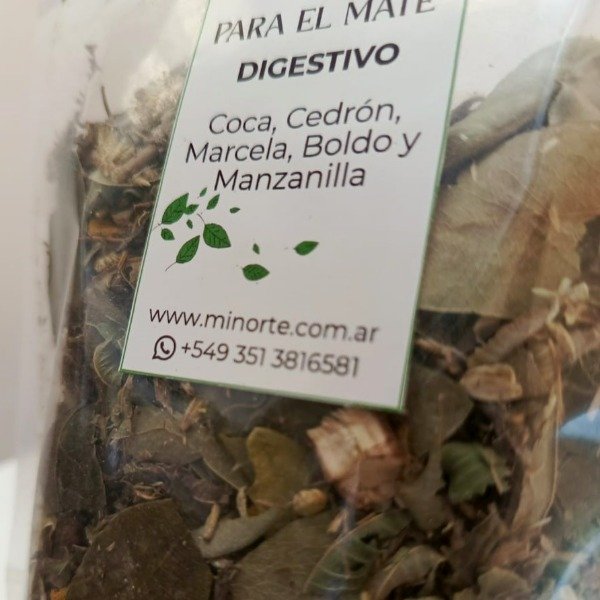 PARA EL MATE
DIGESTIVO
Coca, Cedrón,
Marcela, Boldo y
Manzanilla
www.minorte.com.ar
+549 351 3816581